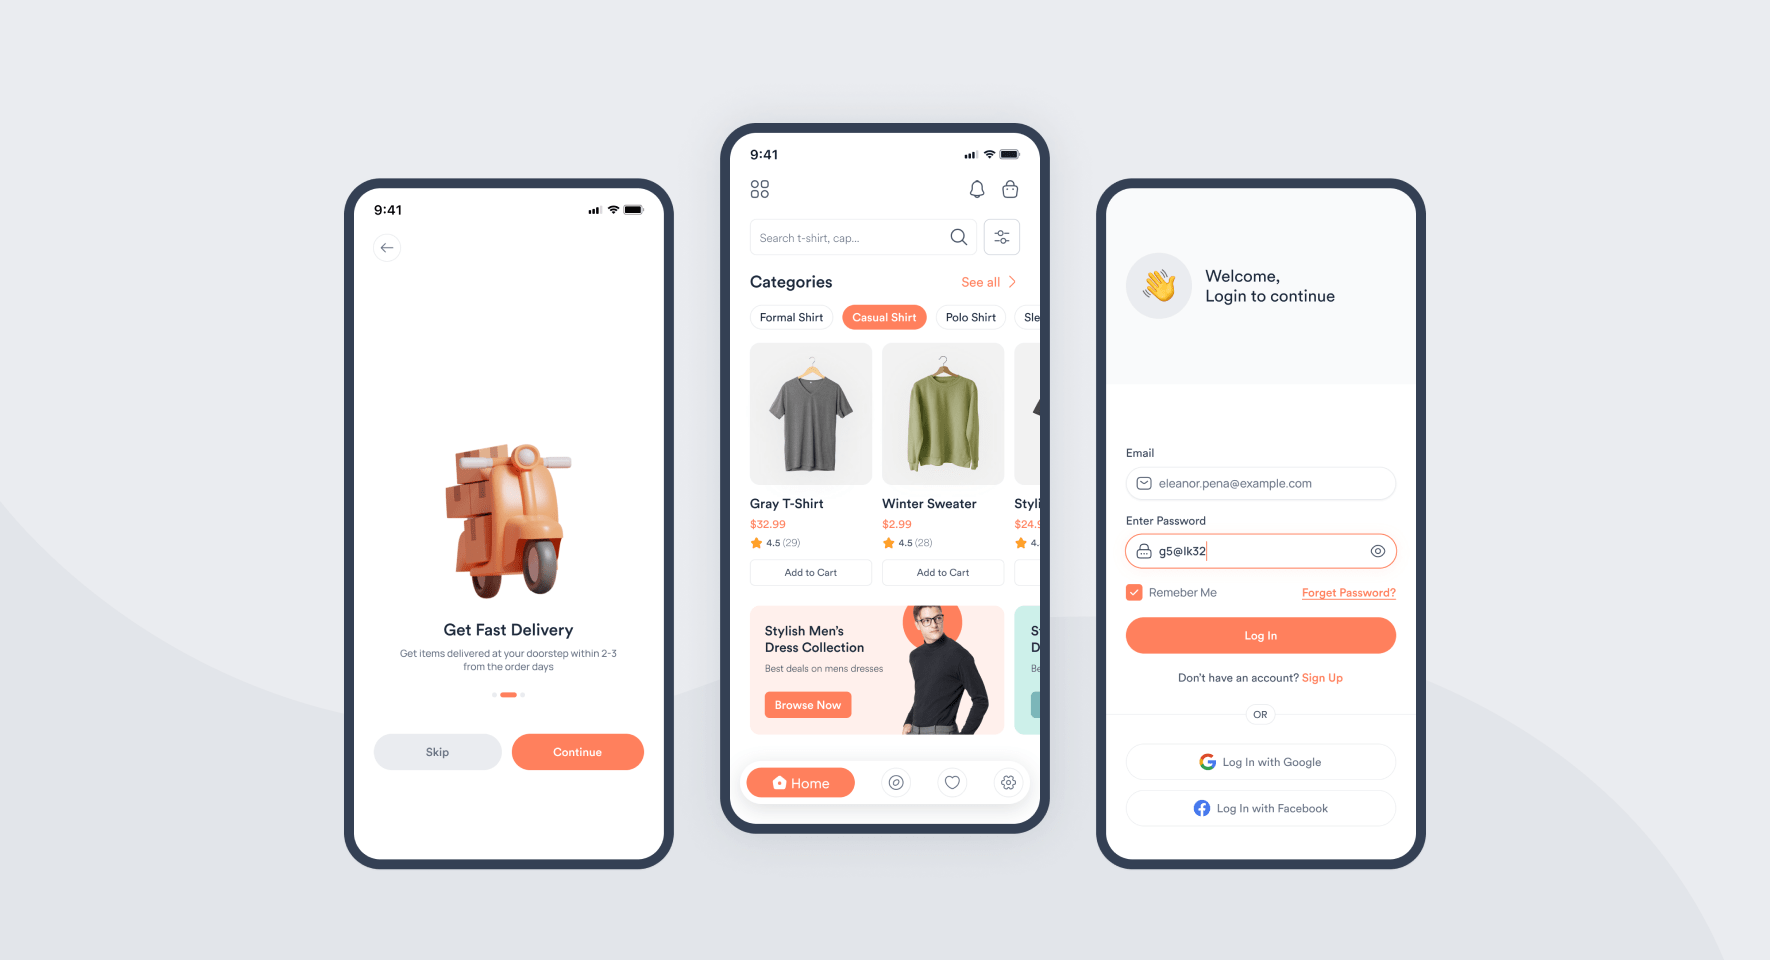 9:41
Get Fast Delivery
Get items delivered at your doorstep within 2-3
from the order days
Skip
Continue
9:41
Search t-shirt, cap...
Categories
See all
Formal Shirt
Casual Shirt
Polo Shirt
Sle
Gray T-Shirt
$32.99
4.5 (29)
Add to Cart
Winter Sweater
$2.99
4.5 (28)
Add to Cart
Styli
$24.9
4.
Stylish Men's
Dress Collection
Best deals on mens dresses
Browse Now
S
D
Be
Home
Welcome,
Login to continue
Email
eleanor.pena@example.com
Enter Password
g5@lk32
Remeber Me
Forget Password?
Log In
Don't have an account? Sign Up
OR
Log In with Google
Log In with Facebook